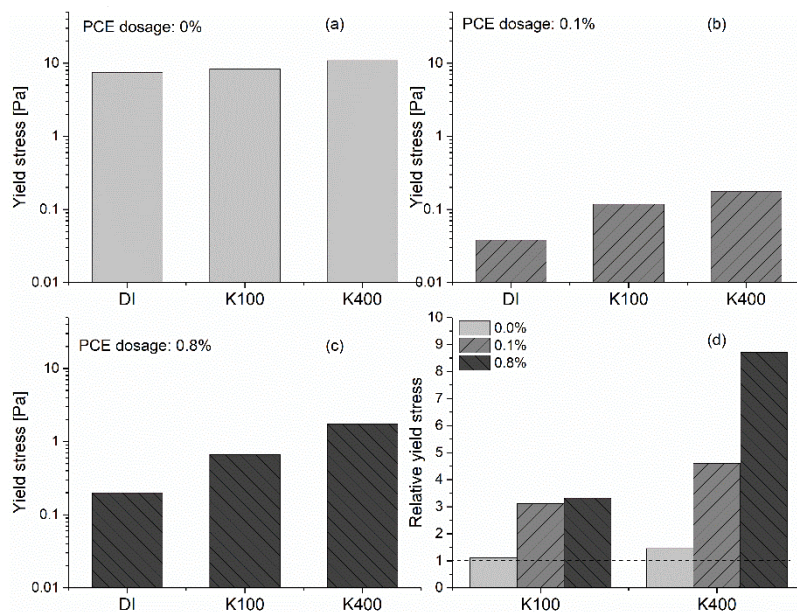 PCE dosage: 0%
(a)
Yield stress [Pa]
10
1
0.1
0.01
DI
K100
K400
PCE dosage: 0.1%
(b)
Yield stress [Pa]
10
1
0.1
0.01
DI
K100
K400
PCE dosage: 0.8%
(c)
Yield stress [Pa]
10
1
0.1
0.01
DI
K100
K400
0.0%
0.1%
0.8%
(d)
Relative yield stress
10
9
8
7
6
5
4
3
2
1
0
K100
K400